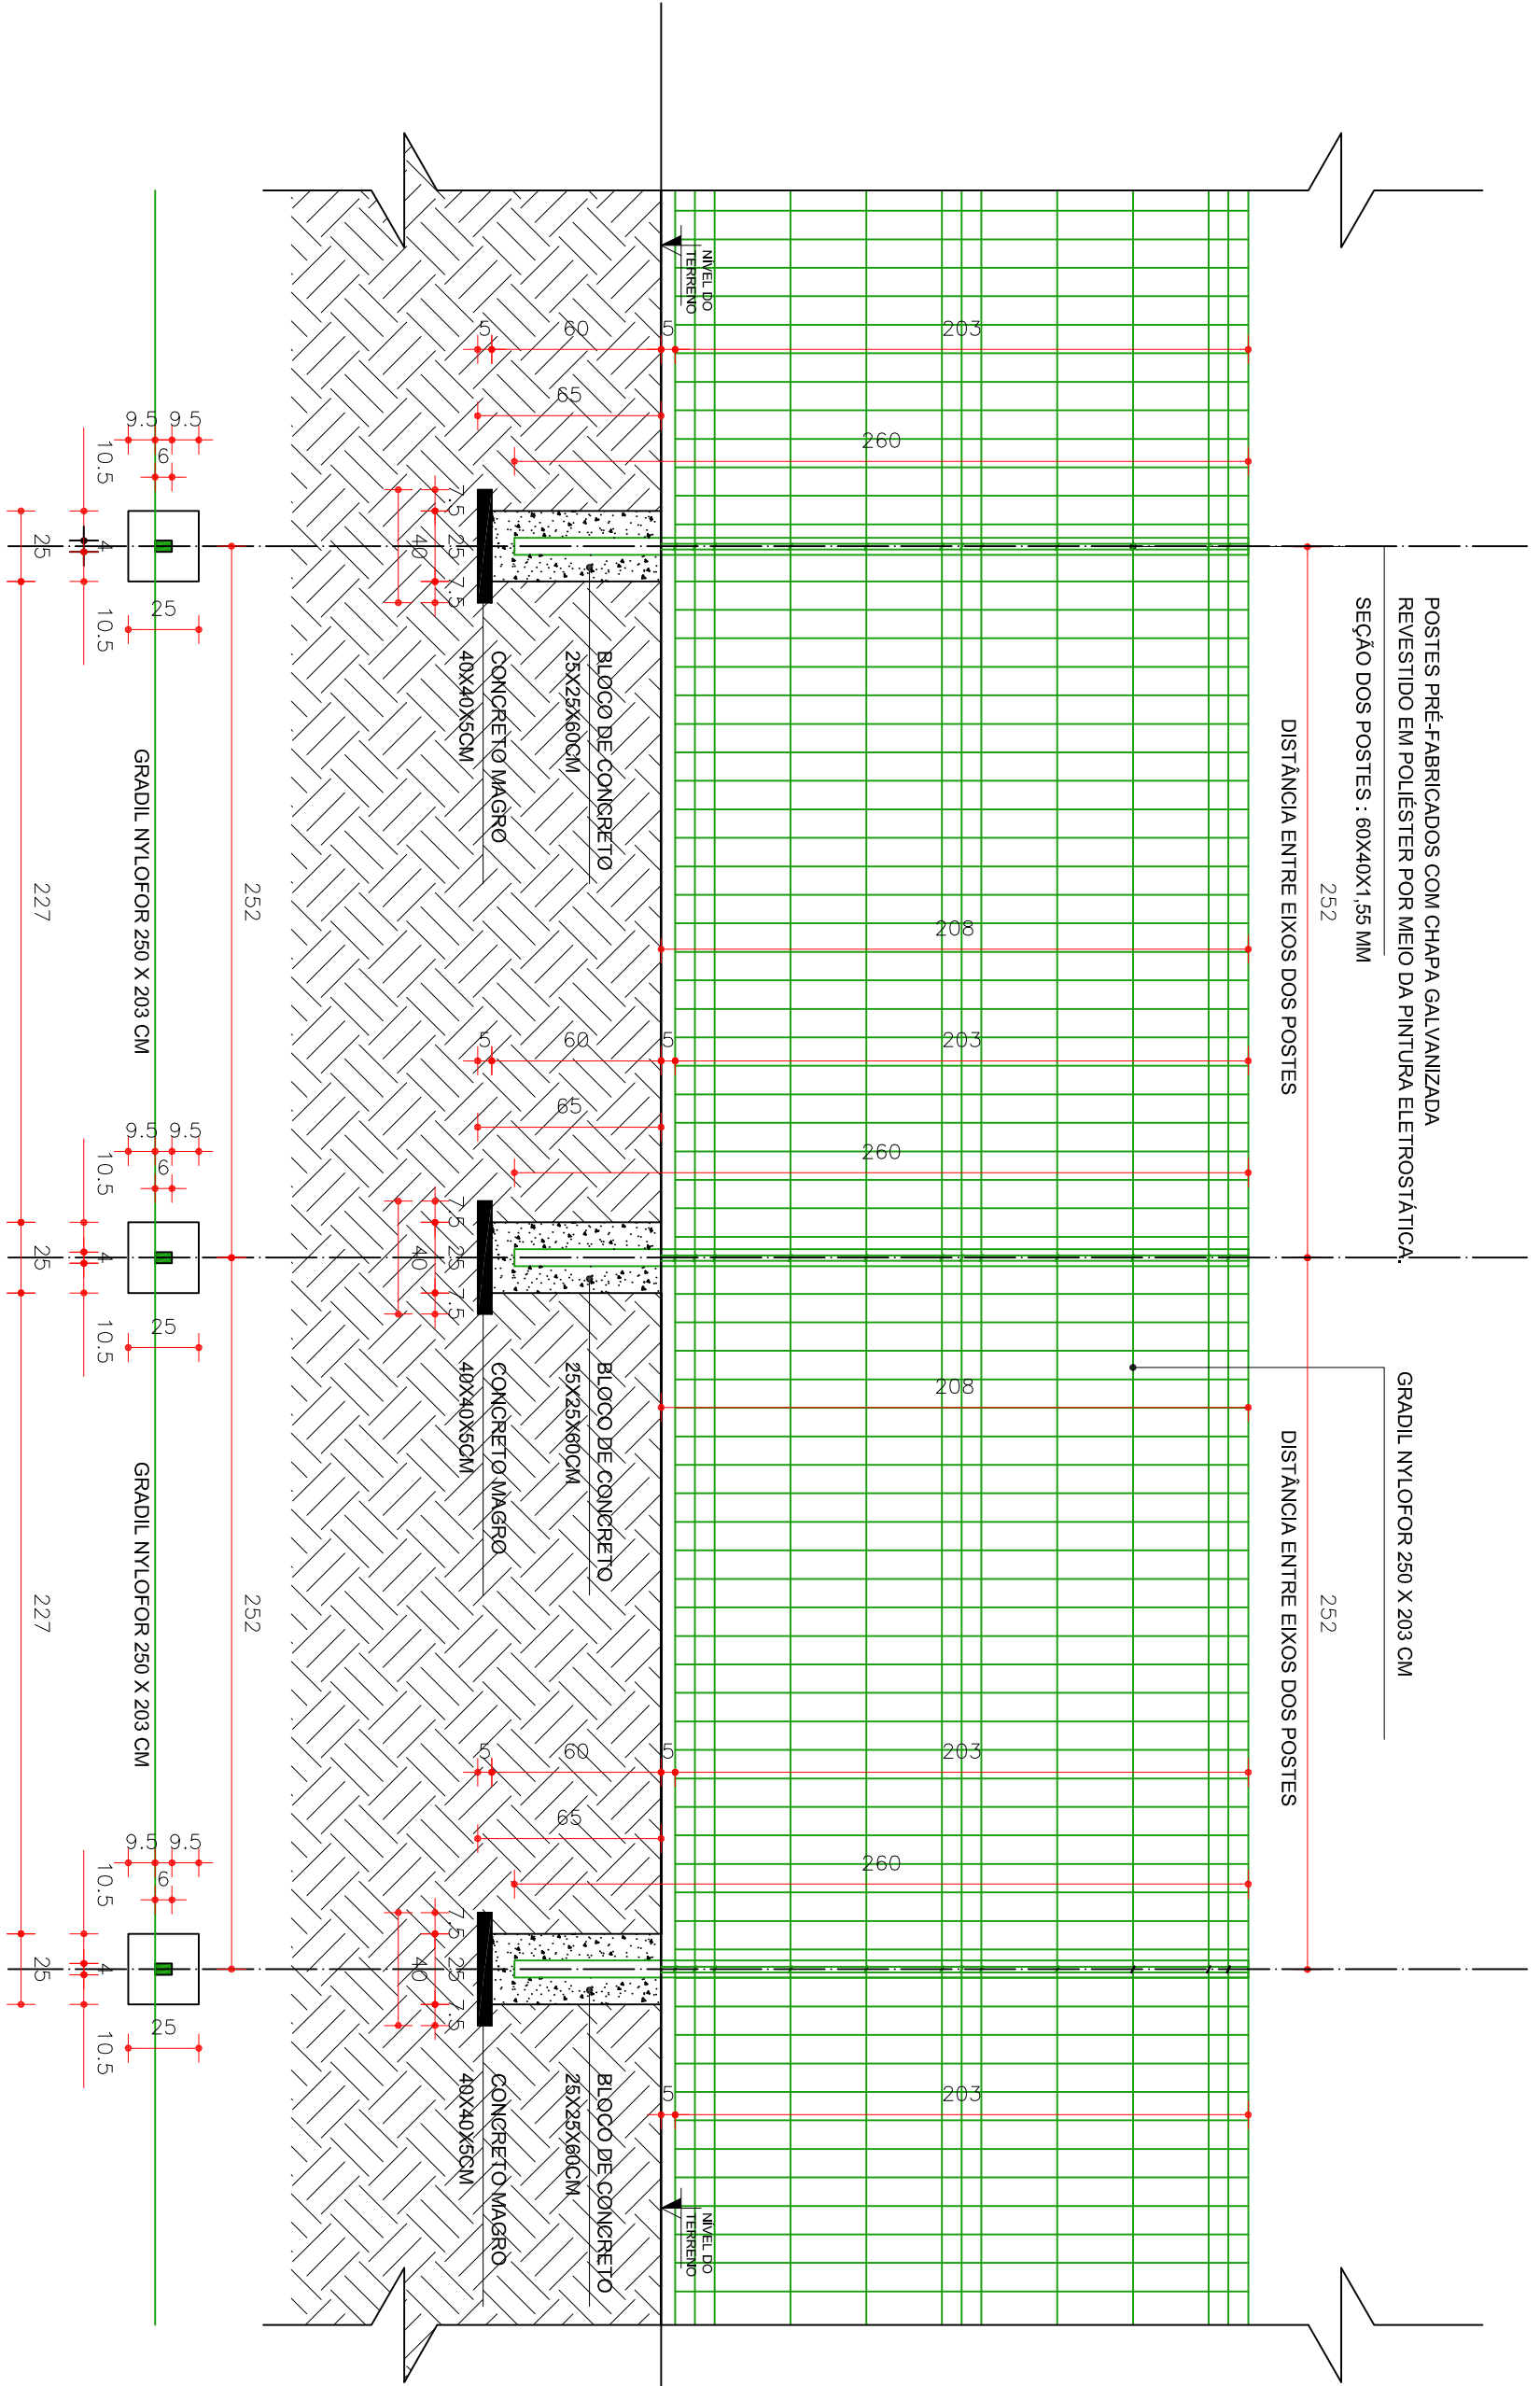 POSTES PRÉ-FABRICADOS COM CHAPA GALVANIZADA
REVESTIDO EM POLIÉSTER POR MEIO DA PINTURA ELETROSTÁTICA.
SEÇÃO DOS POSTES : 60X40X1,55 MM
GRADIL NYLOFOR 250 X 203 CM
252
252
DISTÂNCIA ENTRE EIXOS DOS POSTES
DISTÂNCIA ENTRE EIXOS DOS POSTES
203
260
208
203
260
208
203
260
203
NÍVEL DO
TERRENO
NÍVEL DO
TERRENO
5
5
5
5
60
65
60
65
60
65
5
5
5
BLOCO DE CONCRETO
25X25X60CM
BLOCO DE CONCRETO
25X25X60CM
BLOCO DE CONCRETO
25X25X60CM
CONCRETO MAGRO
40X40X5CM
CONCRETO MAGRO
40X40X5CM
CONCRETO MAGRO
40X40X5CM
7.5
25
7.5
7.5
25
7.5
7.5
25
7.5
40
40
40
252
252
9.5
6
9.5
25
9.5
6
9.5
25
9.5
6
9.5
25
GRADIL NYLOFOR 250 X 203 CM
GRADIL NYLOFOR 250 X 203 CM
10.5
4
10.5
10.5
4
10.5
10.5
4
10.5
25
227
25
227
25